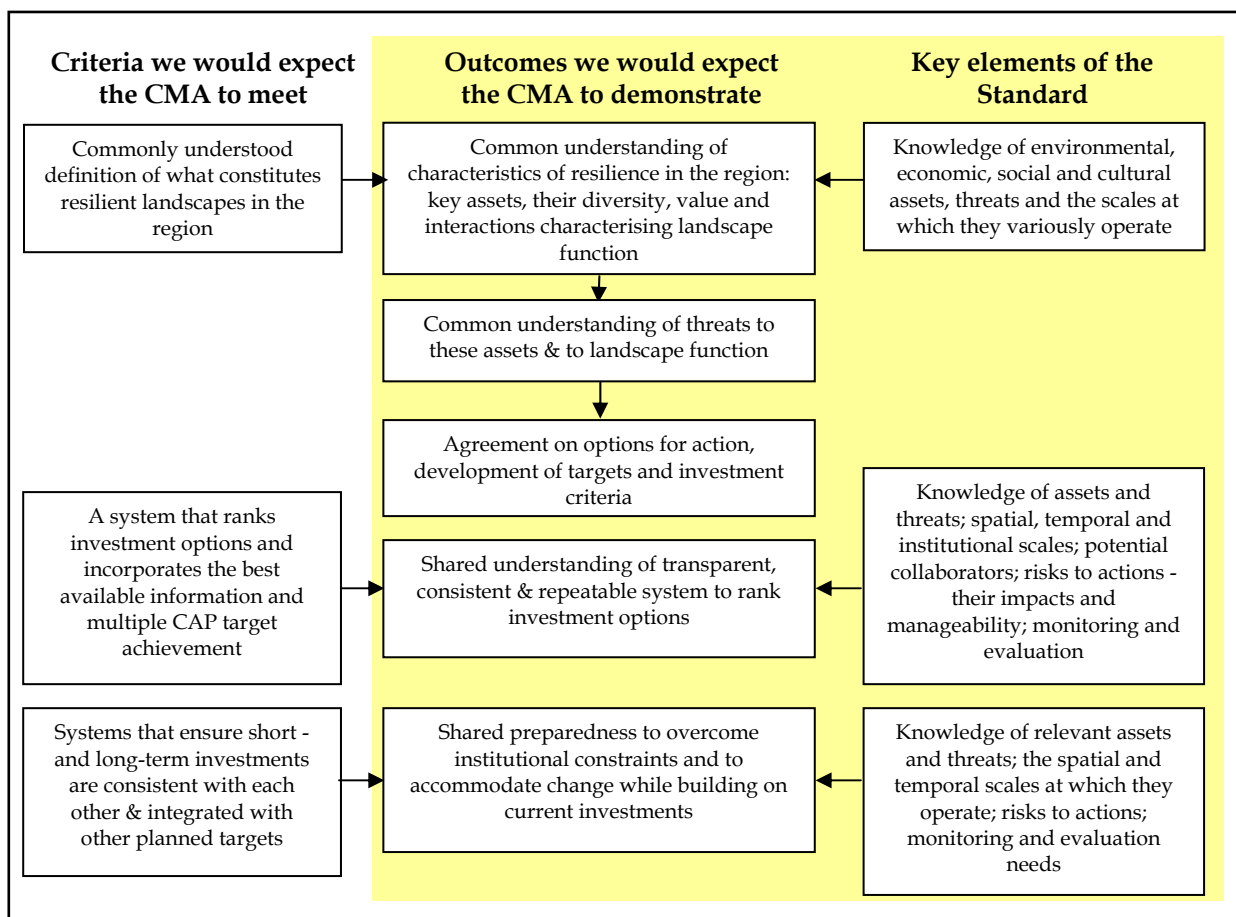 Criteria we would expect
the CMA to meet
Outcomes we would expect
the CMA to demonstrate
Key elements of the
Standard
Commonly understood
definition of what constitutes
resilient landscapes in the
region
Common understanding of
characteristics of resilience in the region:
key assets, their diversity, value and
interactions characterising landscape
function
Knowledge of environmental,
economic, social and cultural
assets, threats and the scales at
which they variously operate
Common understanding of threats to
these assets & to landscape function
Agreement on options for action,
development of targets and investment
criteria
A system that ranks
investment options and
incorporates the best
available information and
multiple CAP target
achievement
Shared understanding of transparent,
consistent & repeatable system to rank
investment options
Knowledge of assets and
threats; spatial, temporal and
institutional scales; potential
collaborators; risks to actions -
their impacts and
manageability; monitoring and
evaluation
Systems that ensure short -
and long-term investments
are consistent with each
other & integrated with
other planned targets
Shared preparedness to overcome
institutional constraints and to
accommodate change while building on
current investments
Knowledge of relevant assets
and threats; the spatial and
temporal scales at which they
operate; risks to actions;
monitoring and evaluation
needs